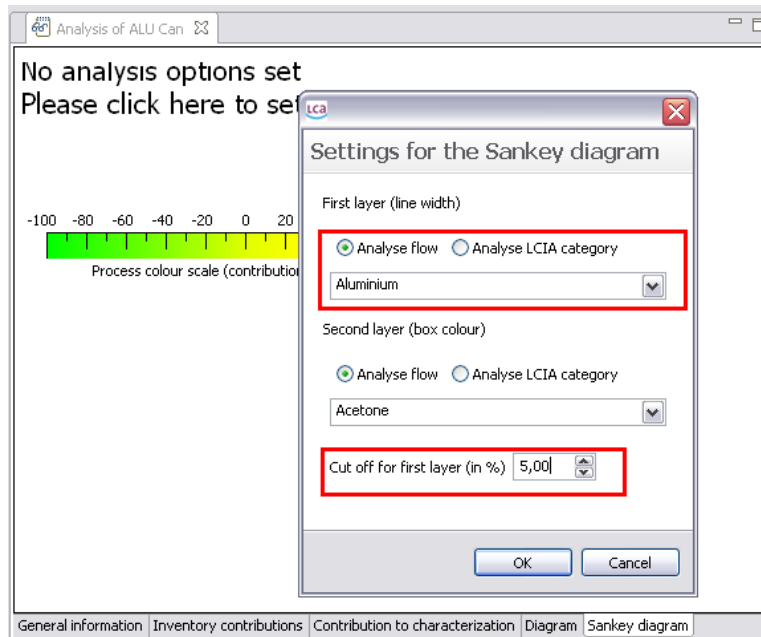 Analysis of ALU Can
No analysis options set
Please click here to set
LCA
Settings for the Sankey diagram
First layer (line width)
Analyse flow Analyse LCIA category
Aluminium
Second layer (box colour)
Analyse flow Analyse LCIA category
Acetone
Cut off for first layer (in %) 5,00
OK Cancel
-100 -80 -60 -40 -20 0 20
Process colour scale (contribution
General information Inventory contributions Contribution to characterization Diagram Sankey diagram